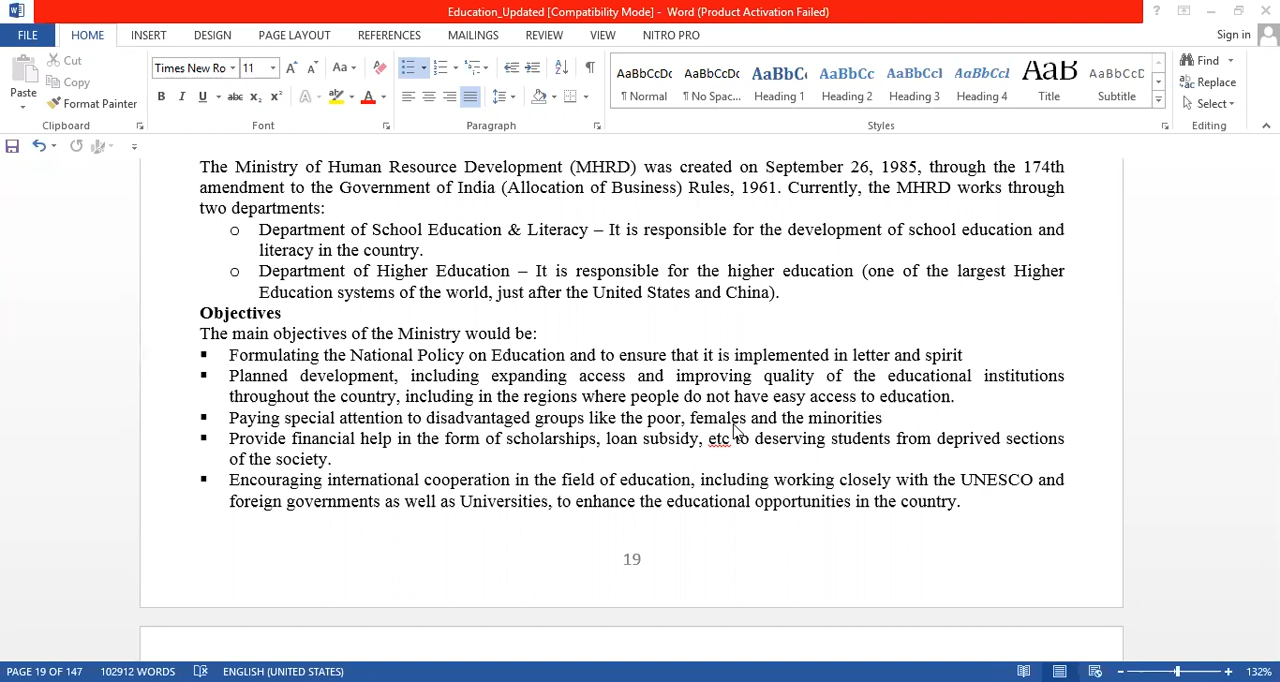 Education_Updated [Compatibility Mode] - Word (Product Activation Failed)
FILE HOME INSERT DESIGN PAGE LAYOUT REFERENCES MAILINGS REVIEW VIEW NITRO PRO Sign in
Paste Cut Copy Format Painter
Times New Ro 11
AaBbCcDc AaBbCcDc AaBbC AaBbCc AaBbCcI AaBbCcI AaB AaBbCcD
¶ Normal ¶ No Spac... Heading 1 Heading 2 Heading 3 Heading 4 Title Subtitle
Find Replace Select
Clipboard Font Paragraph Styles Editing
The Ministry of Human Resource Development (MHRD) was created on September 26, 1985, through the 174th
amendment to the Government of India (Allocation of Business) Rules, 1961. Currently, the MHRD works through
two departments:
o Department of School Education & Literacy – It is responsible for the development of school education and
literacy in the country.
o Department of Higher Education – It is responsible for the higher education (one of the largest Higher
Education systems of the world, just after the United States and China).
Objectives
The main objectives of the Ministry would be:
▪ Formulating the National Policy on Education and to ensure that it is implemented in letter and spirit
▪ Planned development, including expanding access and improving quality of the educational institutions
throughout the country, including in the regions where people do not have easy access to education.
▪ Paying special attention to disadvantaged groups like the poor, females and the minorities
▪ Provide financial help in the form of scholarships, loan subsidy, etc to deserving students from deprived sections
of the society.
▪ Encouraging international cooperation in the field of education, including working closely with the UNESCO and
foreign governments as well as Universities, to enhance the educational opportunities in the country.
19
PAGE 19 OF 147 102912 WORDS ENGLISH (UNITED STATES) 132%